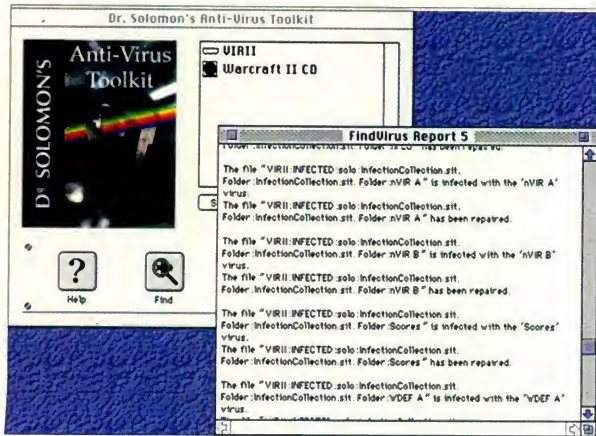 Dr. Solomon's Anti-Virus Toolkit
Anti-Virus
Toolkit
DR SOLOMON'S
VIRII
Warcraft II CD
S
Help
Find
FindVirus Report 5
The file "VIRII:INFECTED:solo:InfectionCollection.sit.
Folder:InfectionCollection.sit. Folder:nVIR A" is infected with the 'nVIR A'
virus.
The file "VIRII:INFECTED:solo:InfectionCollection.sit.
Folder:InfectionCollection.sit. Folder:nVIR A" has been repaired.
The file "VIRII:INFECTED:solo:InfectionCollection.sit.
Folder:InfectionCollection.sit. Folder:nVIR B" is infected with the 'nVIR B'
virus.
The file "VIRII:INFECTED:solo:InfectionCollection.sit.
Folder:InfectionCollection.sit. Folder:nVIR B" has been repaired.
The file "VIRII:INFECTED:solo:InfectionCollection.sit.
Folder:InfectionCollection.sit. Folder:Scores" is infected with the 'Scores'
virus.
The file "VIRII:INFECTED:solo:InfectionCollection.sit.
Folder:InfectionCollection.sit. Folder:Scores" has been repaired.
The file "VIRII:INFECTED:solo:InfectionCollection.sit.
Folder:InfectionCollection.sit. Folder:WDEF A" is infected with the 'WDEF A'
virus.